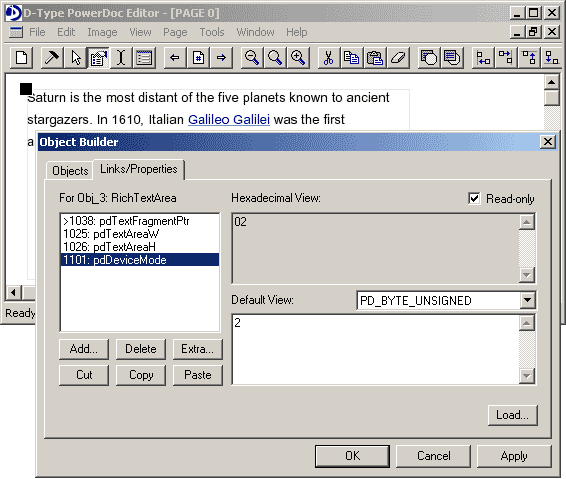 D-Type PowerDoc Editor - [PAGE 0]
File Edit View Page Tools Window Help
Saturn is the most distant of the five planets known to ancient
stargazers. In 1610, Italian Galileo Galilei was the first
a
Object Builder
Objects Links/Properties
For Obj_3: RichTextArea Hexadecimal View: Read-only
>1038: pdTextFragmentPtr 02
1025: pdTextAreaW
1026: pdTextAreaH
1101: pdDeviceMode
Default View: PD_BYTE_UNSIGNED
Ready
2
Add... Delete Extra...
Cut Copy Paste
Load...
OK Cancel Apply